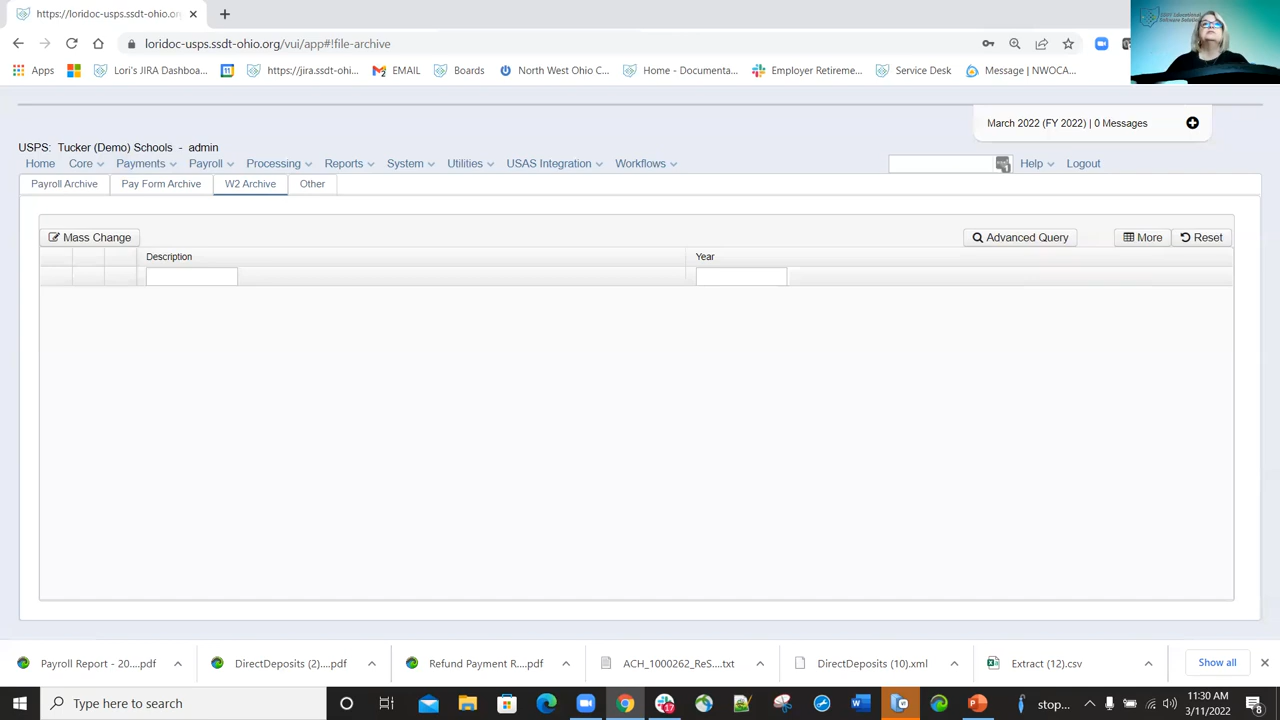 https://loridoc-usps.ssdt-ohio.org
loridoc-usps.ssdt-ohio.org/vui/app#!file-archive
Apps Lori's JIRA Dashboa... https://jira.ssdt-ohi... EMAIL Boards North West Ohio C... Home - Documenta... Employer Retireme... Service Desk Message | NWOCA...
March 2022 (FY 2022) | 0 Messages
USPS: Tucker (Demo) Schools - admin
Home Core Payments Payroll Processing Reports System Utilities USAS Integration Workflows Help Logout
Payroll Archive Pay Form Archive W2 Archive Other
Mass Change Advanced Query More Reset
Description Year
Payroll Report - 20....pdf DirectDeposits (2)....pdf Refund Payment R....pdf ACH_1000262_ReS....txt DirectDeposits (10).xml Extract (12).csv Show all
Type here to search 17 stop... 11:30 AM
3/11/2022 8